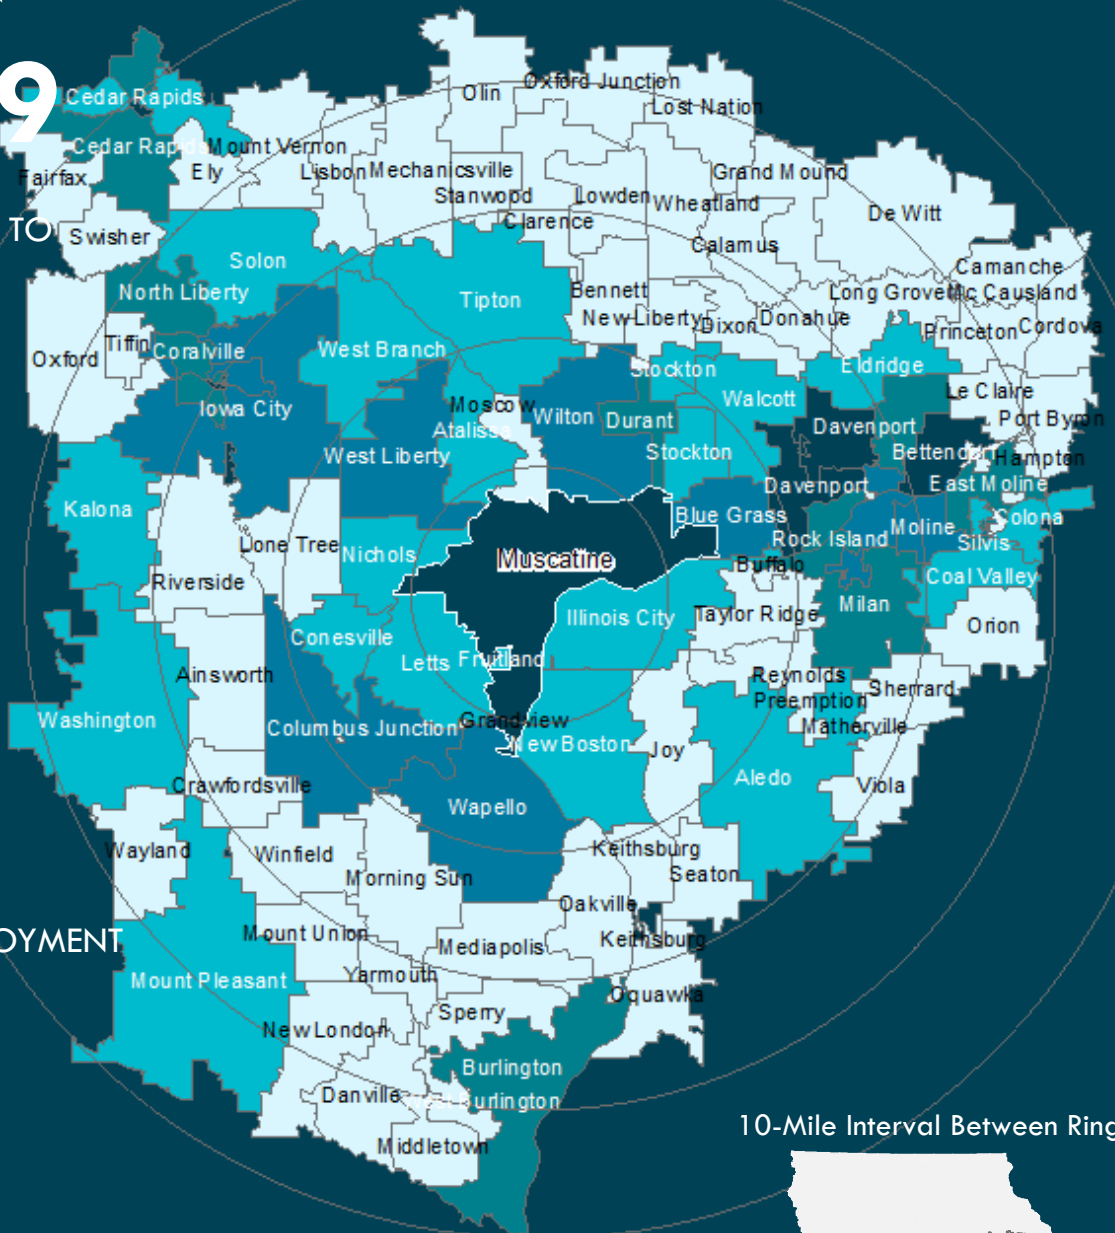 9
Olin
Oxford Junction
Lost Nation
Cedar Rapids
Cedar Rapids
Mount Vernon
Fairfax
Ely
Lisbon
Mechanicsville
Stanwood
Lowden
Wheatland
Grand Mound
De Witt
TO
Swisher
Clarence
Calamus
Solon
Camanche
North Liberty
Tipton
Bennett
Long Grove
Mc Causland
New Liberty
Dixon
Donahue
Princeton
Cordova
Oxford
Tiffin
Coralville
West Branch
Stockton
Eldridge
Le Claire
Iowa City
Moscow
Wilton
Durant
Walcott
Davenport
Port Byron
Atalissa
West Liberty
Stockton
Bettendorf
Hampton
Davenport
East Moline
Kalona
Blue Grass
Moline
Colona
Rock Island
Silvis
Lone Tree
Nichols
Muscatine
Buffalo
Riverside
Coal Valley
Illinois City
Taylor Ridge
Milan
Orion
Conesville
Letts
Fruitland
Ainsworth
Reynolds
Preemption
Sherrard
Washington
Columbus Junction
Grandview
Matherville
New Boston
Joy
Aledo
Viola
Crawfordsville
Wapello
Wayland
Winfield
Keithsburg
Morning Sun
Seaton
Oakville
OYMENT
Mount Union
Mediapolis
Keithsburg
Mount Pleasant
Yarmouth
Oquawka
New London
Sperry
Burlington
Danville
West Burlington
Middletown
10-Mile Interval Between Ring